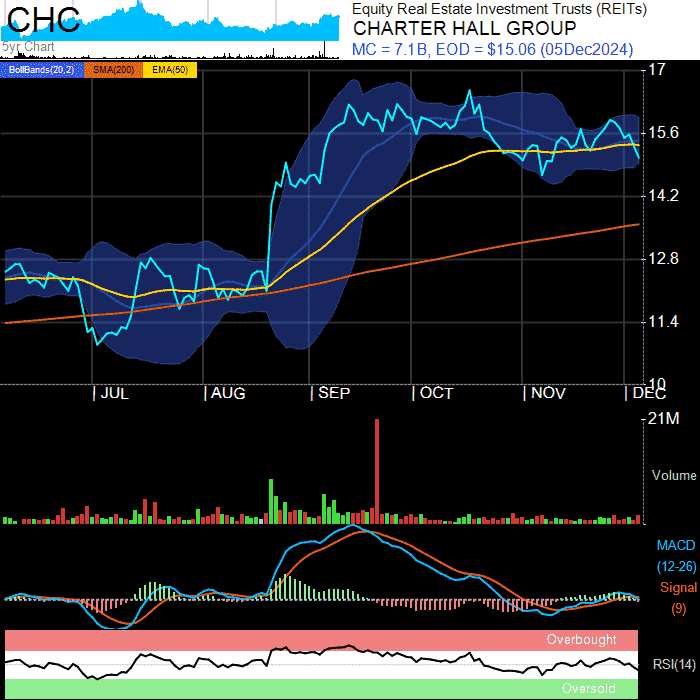 CHC
5yr Chart
Equity Real Estate Investment Trusts (REITs)
CHARTER HALL GROUP
MC = 7.1B, EOD = $15.06 (05Dec2024)
BollBands(20,2) SMA(200) EMA(50)
17
15.6
14.2
12.8
11.4
10
JUL AUG SEP OCT NOV DEC
21M
Volume
MACD
(12-26)
Signal
(9)
Overbought
RSI(14)
Oversold